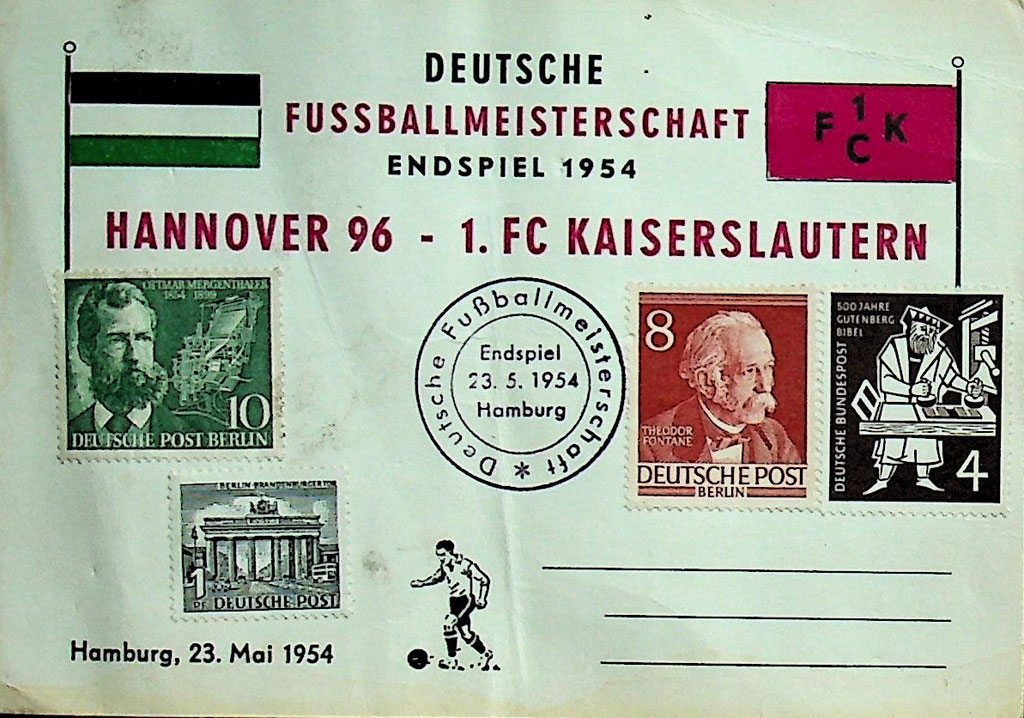 DEUTSCHE
FUSSBALLMEISTERSCHAFT
ENDSPIEL 1954
1
F K
C
HANNOVER 96 - 1. FC KAISERSLAUTERN
OTTMAR MERGENTHALER
1854 1899
10
DEUTSCHE POST BERLIN
Deutsche Fußballmeisterschaft *
Endspiel
23. 5. 1954
Hamburg
8
THEODOR
FONTANE
DEUTSCHE POST
BERLIN
500 JAHRE
GUTENBERG
BIBEL
DEUTSCHE BUNDESPOST
4
BERLIN-BRANDENBURGER TOR
1
PF DEUTSCHE POST
Hamburg, 23. Mai 1954